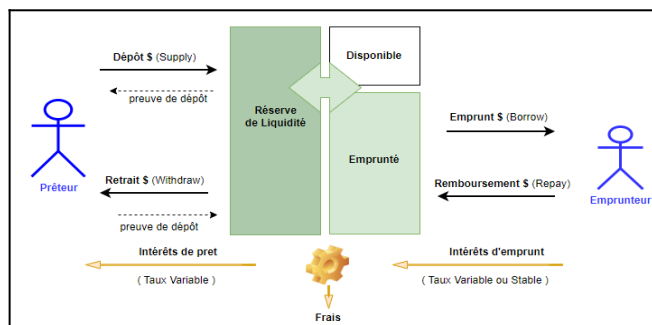 Dépôt $ (Supply)
preuve de dépôt
Prêteur
Retrait $ (Withdraw)
preuve de dépôt
Réserve
de Liquidité
Disponible
Emprunté
Emprunt $ (Borrow)
Remboursement $ (Repay)
Emprunteur
Intérêts de pret
( Taux Variable )
Intérêts d'emprunt
( Taux Variable ou Stable )
Frais